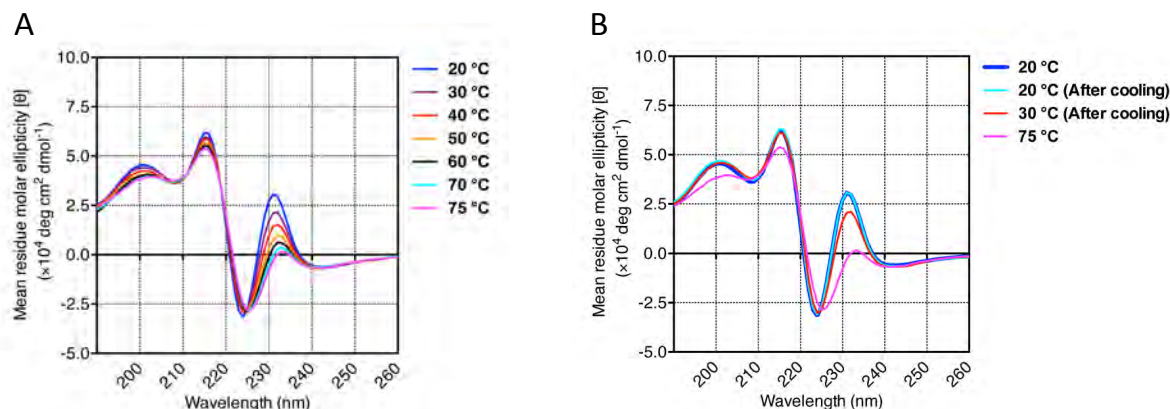 A
Mean residue molar ellipticity [θ]
(×10⁴ deg cm² dmol⁻¹)
10.0
7.5
5.0
2.5
0.0
-2.5
-5.0
200
210
220
230
240
250
260
Wavelength (nm)
20 °C
30 °C
40 °C
50 °C
60 °C
70 °C
75 °C
B
Mean residue molar ellipticity [θ]
(×10⁴ deg cm² dmol⁻¹)
10.0
7.5
5.0
2.5
0.0
-2.5
-5.0
200
210
220
230
240
250
260
Wavelength (nm)
20 °C
20 °C (After cooling)
30 °C (After cooling)
75 °C